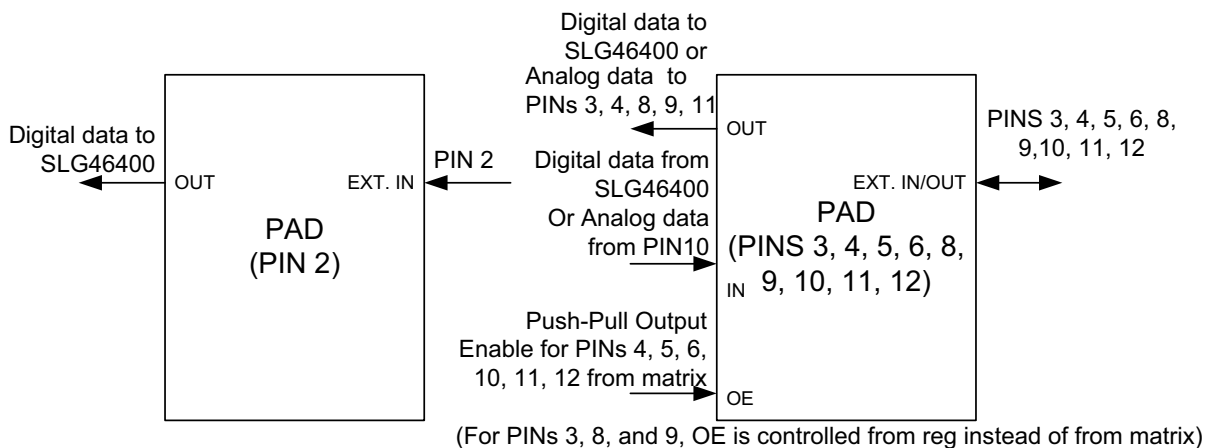 Digital data to
SLG46400
OUT
EXT. IN
PIN 2
PAD
(PIN 2)
Digital data to
SLG46400 or
Analog data  to
PINs 3, 4, 8, 9, 11
OUT
Digital data from
SLG46400
Or Analog data
from PIN10
IN
Push-Pull Output
Enable for PINs 4, 5, 6,
10, 11, 12 from matrix
OE
EXT. IN/OUT
PINS 3, 4, 5, 6, 8,
9,10, 11, 12
PAD
(PINS 3, 4, 5, 6, 8,
9, 10, 11, 12)
(For PINs 3, 8, and 9, OE is controlled from reg instead of from matrix)